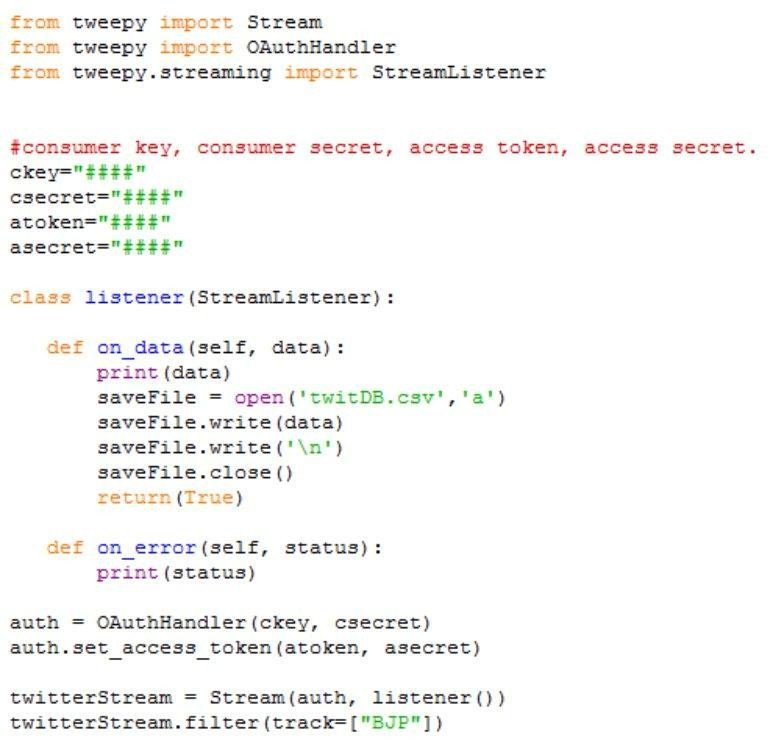 from tweepy import Stream
from tweepy import OAuthHandler
from tweepy.streaming import StreamListener
#consumer key, consumer secret, access token, access secret.
ckey="####"
csecret="####"
atoken="####"
asecret="####"
class listener(StreamListener):
def on_data(self, data):
print(data)
saveFile = open('twitDB.csv','a')
saveFile.write(data)
saveFile.write('\n')
saveFile.close()
return(True)
def on_error(self, status):
print(status)
auth = OAuthHandler(ckey, csecret)
auth.set_access_token(atoken, asecret)
twitterStream = Stream(auth, listener())
twitterStream.filter(track=["BJP"])